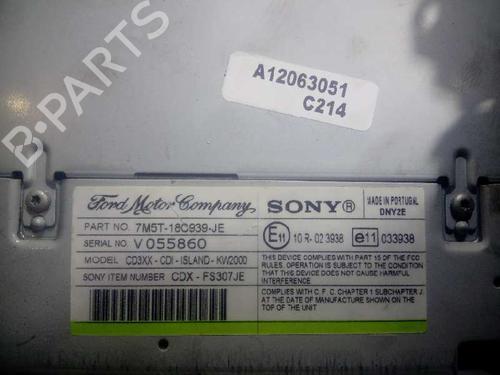 A12063051
C214
B-PARTS
Ford Motor Company
SONY®
MADE IN PORTUGAL
DNY2E
PART NO. 7M5T-18C939-JE
SERIAL NO. V 055860
E11 10 R- 02 3938
e11 033938
MODEL CD3XX - CDI - ISLAND - KW2000
SONY ITEM NUMBER CDX - FS307JE
THIS DEVICE COMPLIES WITH PART 15 OF THE FCC
RULES. OPERATION IS SUBJECT TO THE CONDITION
THAT THIS DEVICE DOES NOT CAUSE HARMFUL
INTERFERENCE.
COMPLIES WITH C. F. C. CHAPTER 1 SUBCHAPTER J
AT THE DATE OF MANUFACTURE SHOWN ON THE
TOP OF THE UNIT.